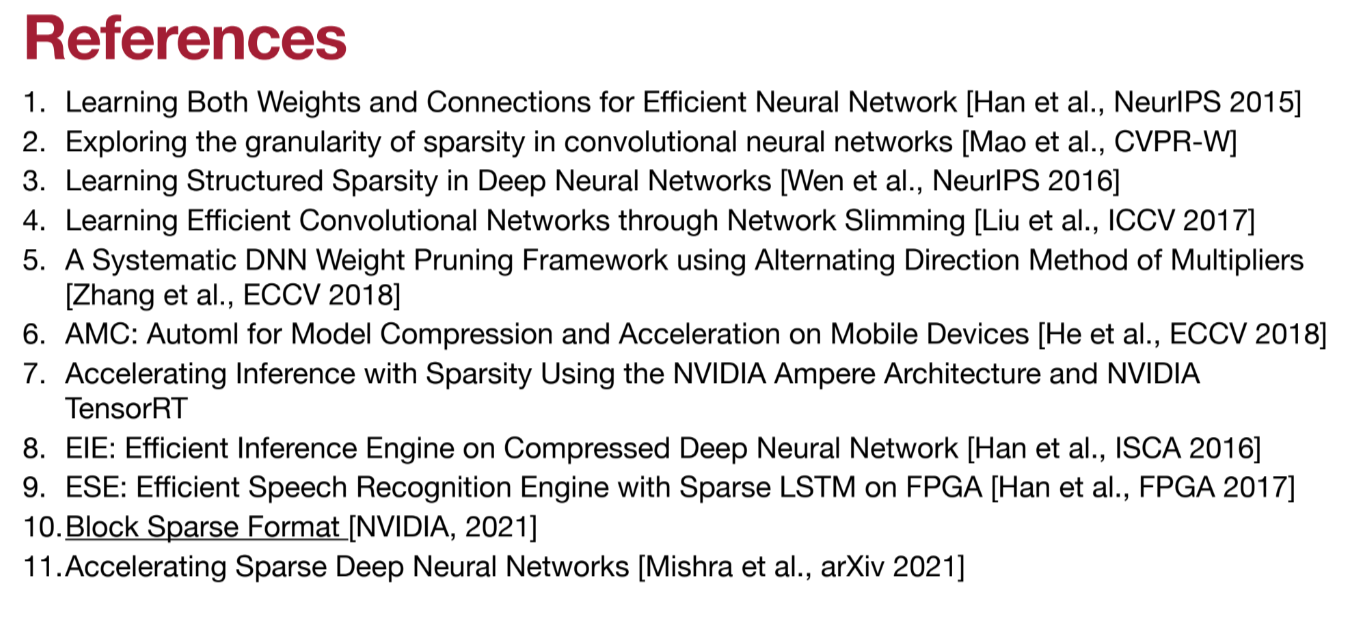 References
1. Learning Both Weights and Connections for Efficient Neural Network [Han et al., NeurIPS 2015]
2. Exploring the granularity of sparsity in convolutional neural networks [Mao et al., CVPR-W]
3. Learning Structured Sparsity in Deep Neural Networks [Wen et al., NeurIPS 2016]
4. Learning Efficient Convolutional Networks through Network Slimming [Liu et al., ICCV 2017]
5. A Systematic DNN Weight Pruning Framework using Alternating Direction Method of Multipliers
[Zhang et al., ECCV 2018]
6. AMC: Automl for Model Compression and Acceleration on Mobile Devices [He et al., ECCV 2018]
7. Accelerating Inference with Sparsity Using the NVIDIA Ampere Architecture and NVIDIA
TensorRT
8. EIE: Efficient Inference Engine on Compressed Deep Neural Network [Han et al., ISCA 2016]
9. ESE: Efficient Speech Recognition Engine with Sparse LSTM on FPGA [Han et al., FPGA 2017]
10. Block Sparse Format [NVIDIA, 2021]
11. Accelerating Sparse Deep Neural Networks [Mishra et al., arXiv 2021]